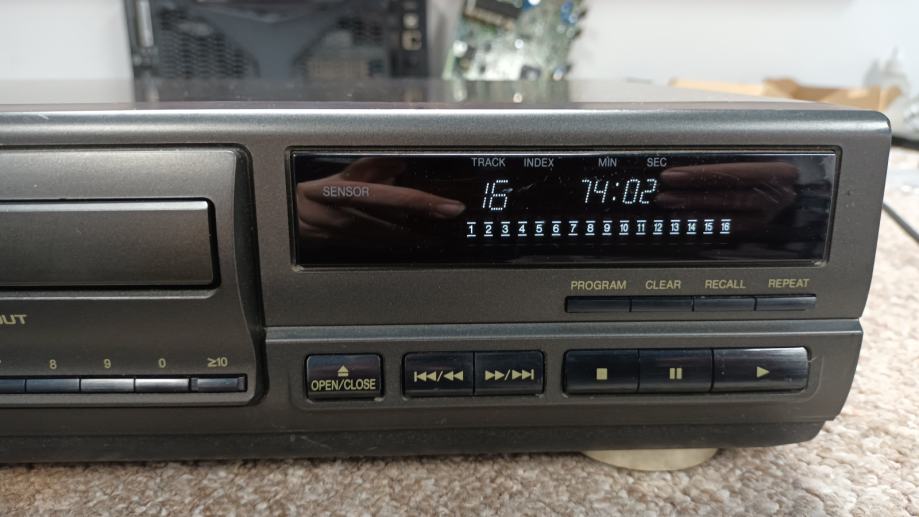 TRACK INDEX MIN SEC
SENSOR
16 74:02
1 2 3 4 5 6 7 8 9 10 11 12 13 14 15 16
PROGRAM CLEAR RECALL REPEAT
8 9 0 ≥10
OPEN/CLOSE